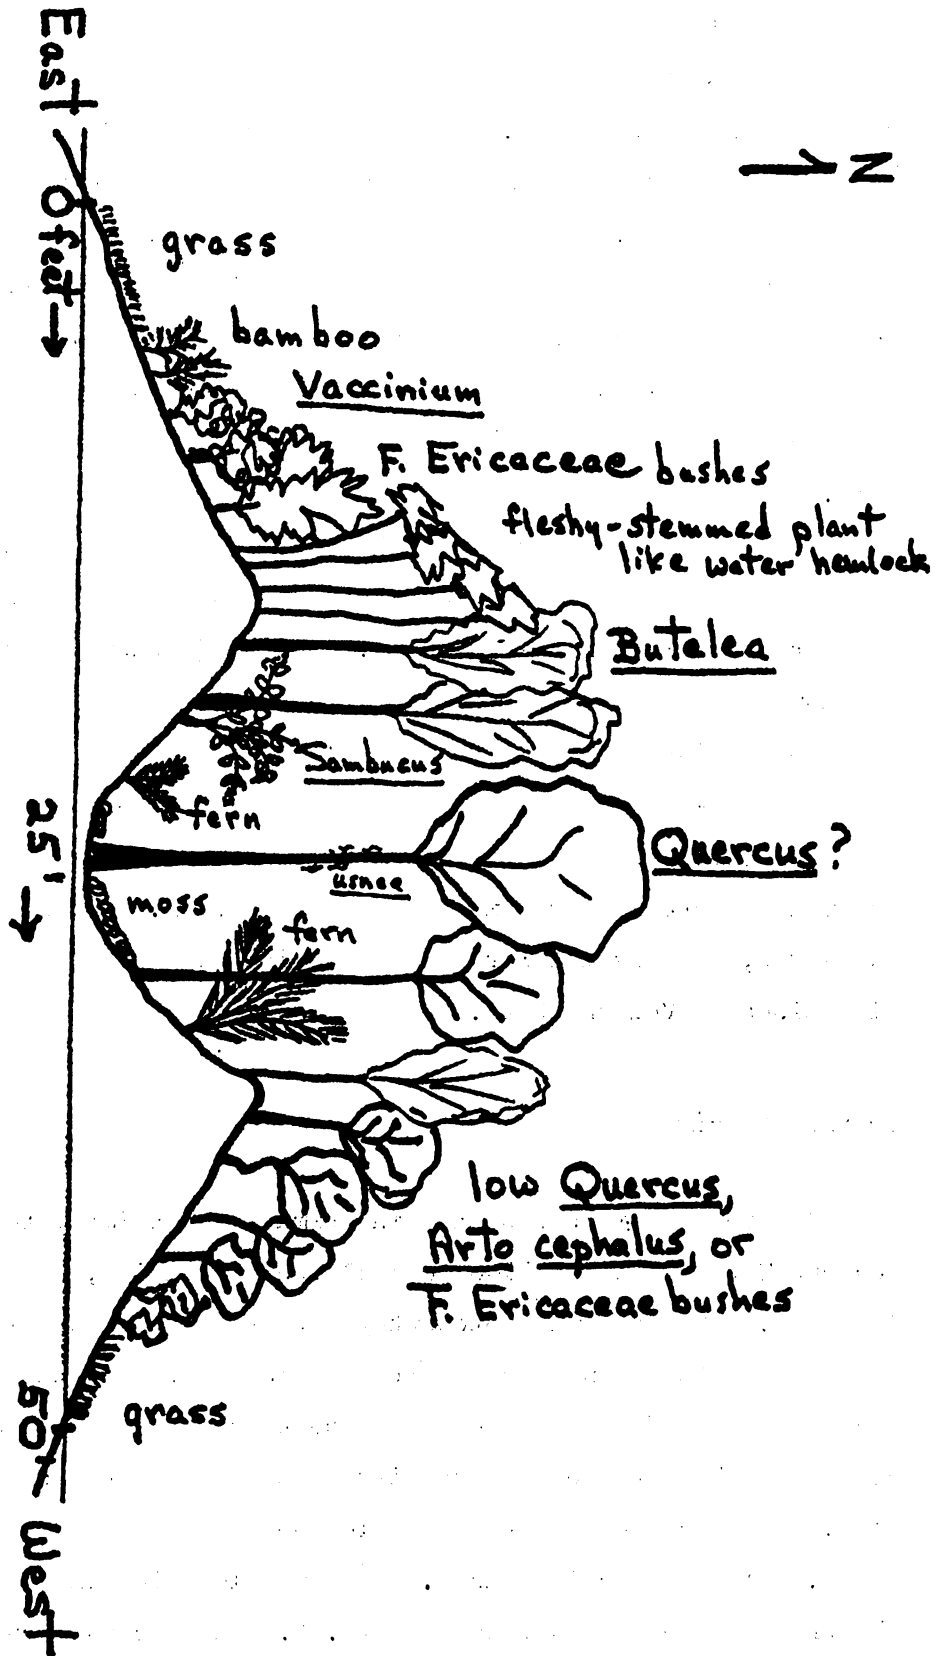 East
N
0 feet →
grass
bamboo
Vaccinium
F. Ericaceae bushes
fleshy-stemmed plant
like water hemlock
Butelea
Sambucus
fern
25' →
Quercus?
usnee
moss
fern
low Quercus,
Arto cephalus, or
F. Ericaceae bushes
grass
50
West